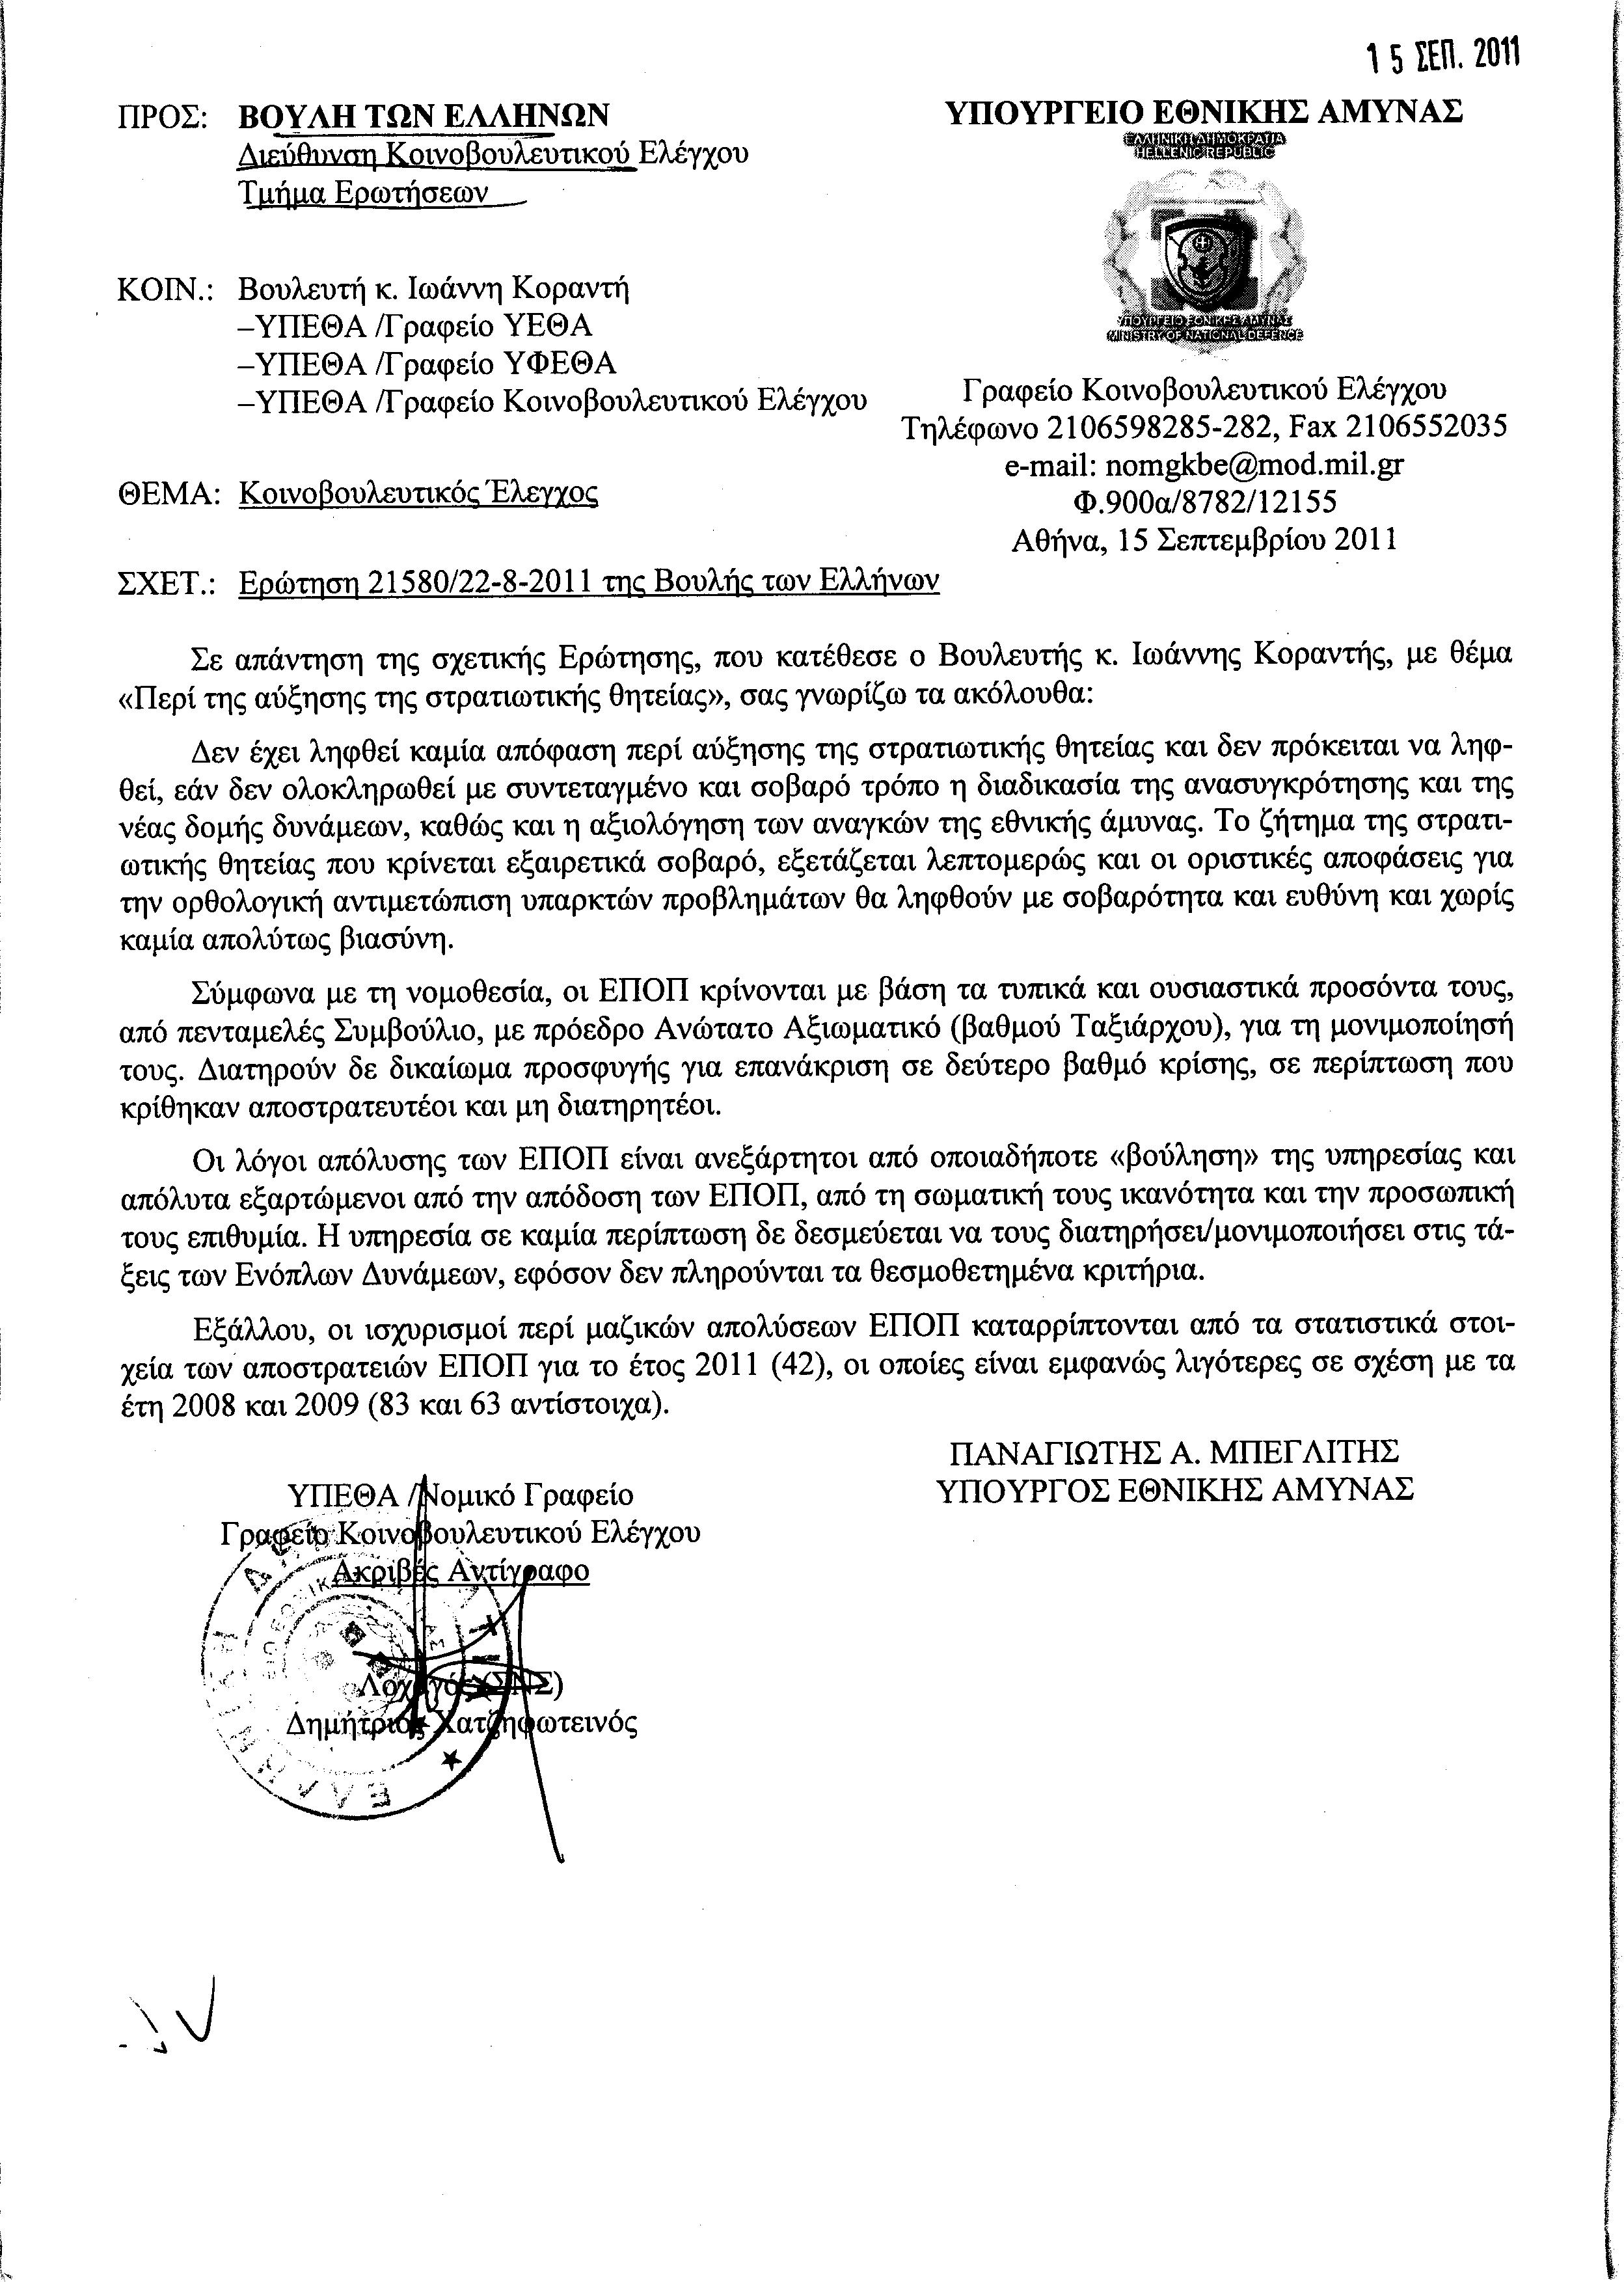 1 5 ΣΕΠ. 2011
ΠΡΟΣ: ΒΟΥΛΗ ΤΩΝ ΕΛΛΗΝΩΝ
Διεύθυνση Κοινοβουλευτικού Ελέγχου
Τμήμα Ερωτήσεων
ΥΠΟΥΡΓΕΙΟ ΕΘΝΙΚΗΣ ΑΜΥΝΑΣ
ΕΛΛΗΝΙΚΗ ΔΗΜΟΚΡΑΤΙΑ
HELLENIC REPUBLIC
ΥΠΟΥΡΓΕΙΟ ΕΘΝΙΚΗΣ ΑΜΥΝΑΣ
MINISTRY OF NATIONAL DEFENCE
ΚΟΙΝ.: Βουλευτή κ. Ιωάννη Κοραντή
–ΥΠΕΘΑ /Γραφείο ΥΕΘΑ
–ΥΠΕΘΑ /Γραφείο ΥΦΕΘΑ
–ΥΠΕΘΑ /Γραφείο Κοινοβουλευτικού Ελέγχου
Γραφείο Κοινοβουλευτικού Ελέγχου
Τηλέφωνο 2106598285-282, Fax 2106552035
e-mail: nomgkbe@mod.mil.gr
Φ.900α/8782/12155
Αθήνα, 15 Σεπτεμβρίου 2011
ΘΕΜΑ: Κοινοβουλευτικός Έλεγχος
ΣΧΕΤ.: Ερώτηση 21580/22-8-2011 της Βουλής των Ελλήνων
Σε απάντηση της σχετικής Ερώτησης, που κατέθεσε ο Βουλευτής κ. Ιωάννης Κοραντής, με θέμα
«Περί της αύξησης της στρατιωτικής θητείας», σας γνωρίζω τα ακόλουθα:
Δεν έχει ληφθεί καμία απόφαση περί αύξησης της στρατιωτικής θητείας και δεν πρόκειται να ληφ-
θεί, εάν δεν ολοκληρωθεί με συντεταγμένο και σοβαρό τρόπο η διαδικασία της ανασυγκρότησης και της
νέας δομής δυνάμεων, καθώς και η αξιολόγηση των αναγκών της εθνικής άμυνας. Το ζήτημα της στρατι-
ωτικής θητείας που κρίνεται εξαιρετικά σοβαρό, εξετάζεται λεπτομερώς και οι οριστικές αποφάσεις για
την ορθολογική αντιμετώπιση υπαρκτών προβλημάτων θα ληφθούν με σοβαρότητα και ευθύνη και χωρίς
καμία απολύτως βιασύνη.
Σύμφωνα με τη νομοθεσία, οι ΕΠΟΠ κρίνονται με βάση τα τυπικά και ουσιαστικά προσόντα τους,
από πενταμελές Συμβούλιο, με πρόεδρο Ανώτατο Αξιωματικό (βαθμού Ταξιάρχου), για τη μονιμοποίησή
τους. Διατηρούν δε δικαίωμα προσφυγής για επανάκριση σε δεύτερο βαθμό κρίσης, σε περίπτωση που
κρίθηκαν αποστρατευτέοι και μη διατηρητέοι.
Οι λόγοι απόλυσης των ΕΠΟΠ είναι ανεξάρτητοι από οποιαδήποτε «βούληση» της υπηρεσίας και
απόλυτα εξαρτώμενοι από την απόδοση των ΕΠΟΠ, από τη σωματική τους ικανότητα και την προσωπική
τους επιθυμία. Η υπηρεσία σε καμία περίπτωση δε δεσμεύεται να τους διατηρήσει/μονιμοποιήσει στις τά-
ξεις των Ενόπλων Δυνάμεων, εφόσον δεν πληρούνται τα θεσμοθετημένα κριτήρια.
Εξάλλου, οι ισχυρισμοί περί μαζικών απολύσεων ΕΠΟΠ καταρρίπτονται από τα στατιστικά στοι-
χεία των αποστρατειών ΕΠΟΠ για το έτος 2011 (42), οι οποίες είναι εμφανώς λιγότερες σε σχέση με τα
έτη 2008 και 2009 (83 και 63 αντίστοιχα).
ΠΑΝΑΓΙΩΤΗΣ Α. ΜΠΕΓΛΙΤΗΣ
ΥΠΟΥΡΓΟΣ ΕΘΝΙΚΗΣ ΑΜΥΝΑΣ
ΥΠΕΘΑ /Νομικό Γραφείο
Γραφείο Κοινοβουλευτικού Ελέγχου
Ακριβές Αντίγραφο
Λοχαγός (ΣΝΣ)
Δημήτριος Χατζηφωτεινός